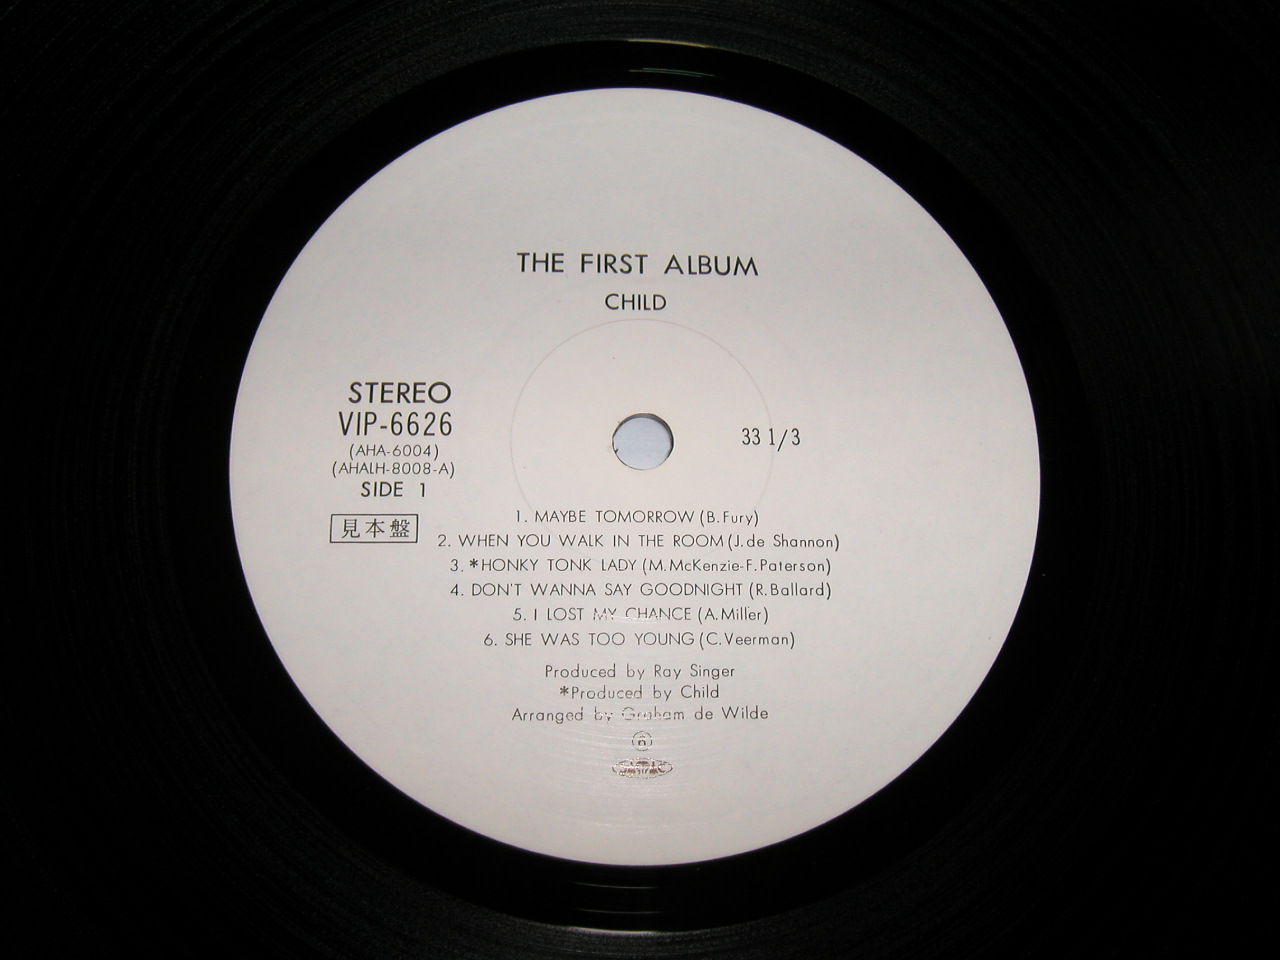 THE FIRST ALBUM
CHILD
STEREO
VIP-6626
(AHA-6004)
(AHALH-8008-A)
SIDE 1
見本盤
33 1/3
1. MAYBE TOMORROW (B.Fury)
2. WHEN YOU WALK IN THE ROOM (J.de Shannon)
3. *HONKY TONK LADY (M.McKenzie-F.Paterson)
4. DON'T WANNA SAY GOODNIGHT (R.Ballard)
5. I LOST MY CHANCE (A.Miller)
6. SHE WAS TOO YOUNG (C.Veerman)
Produced by Ray Singer
*Produced by Child
Arranged by Graham de Wilde